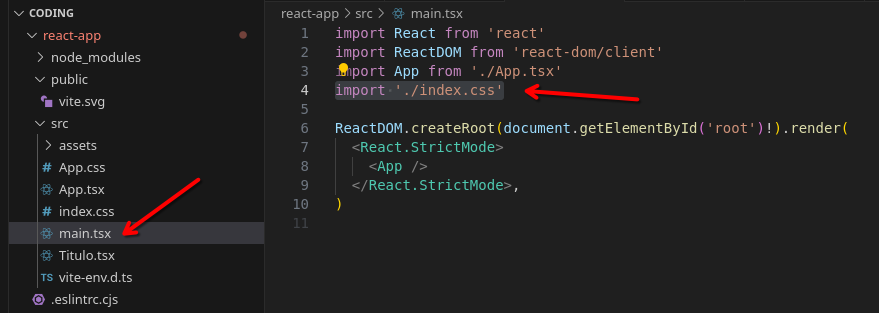 CODING
react-app
node_modules
public
vite.svg
src
assets
# App.css
App.tsx
# index.css
main.tsx
Titulo.tsx
TS vite-env.d.ts
.eslintrc.cjs
react-app > src > main.tsx
1 import React from 'react'
2 import ReactDOM from 'react-dom/client'
3 import App from './App.tsx'
4 import './index.css'
5
6 ReactDOM.createRoot(document.getElementById('root')!).render(
7 <React.StrictMode>
8 <App />
9 </React.StrictMode>,
10 )
11